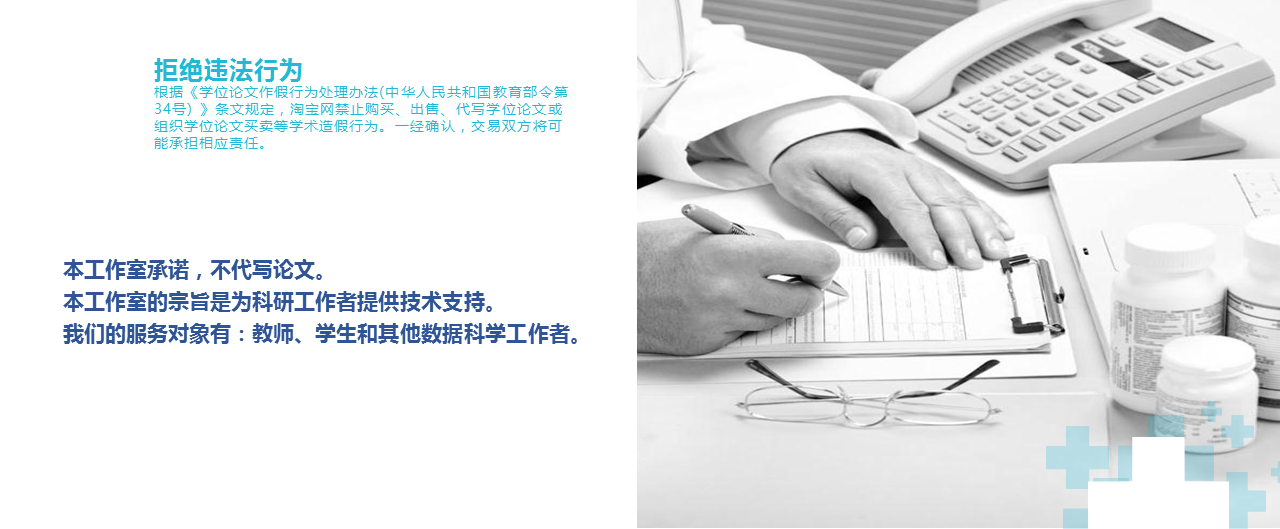 拒绝违法行为
根据《学位论文作假行为处理办法(中华人民共和国教育部令第
34号）》条文规定，淘宝网禁止购买、出售、代写学位论文或
组织学位论文买卖等学术造假行为。一经确认，交易双方将可
能承担相应责任。
本工作室承诺，不代写论文。
本工作室的宗旨是为科研工作者提供技术支持。
我们的服务对象有：教师、学生和其他数据科学工作者。